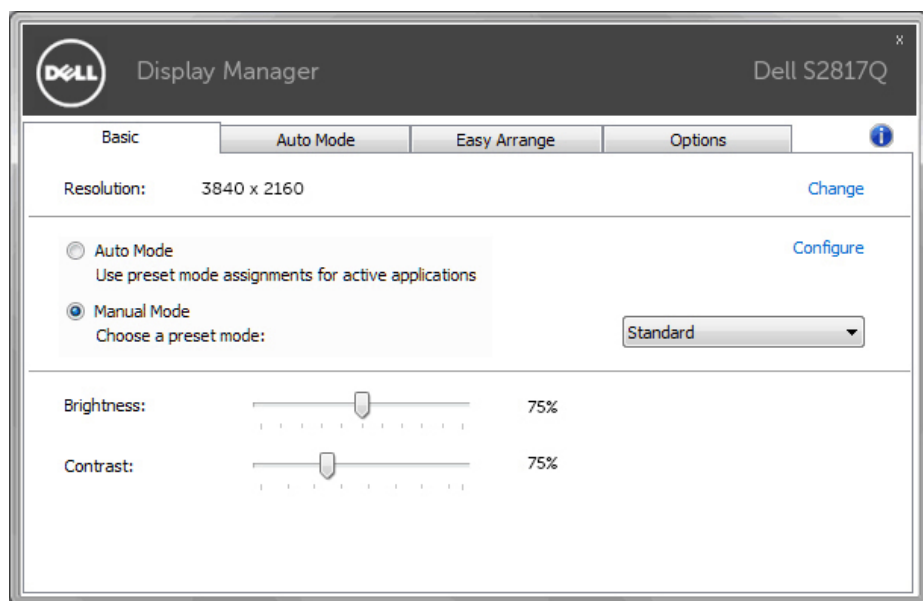 DELL
Display Manager
Dell S2817Q
x
Basic
Auto Mode
Easy Arrange
Options
i
Resolution: 3840 x 2160 Change
Auto Mode Configure
Use preset mode assignments for active applications
Manual Mode
Choose a preset mode: Standard
Brightness: 75%
Contrast: 75%